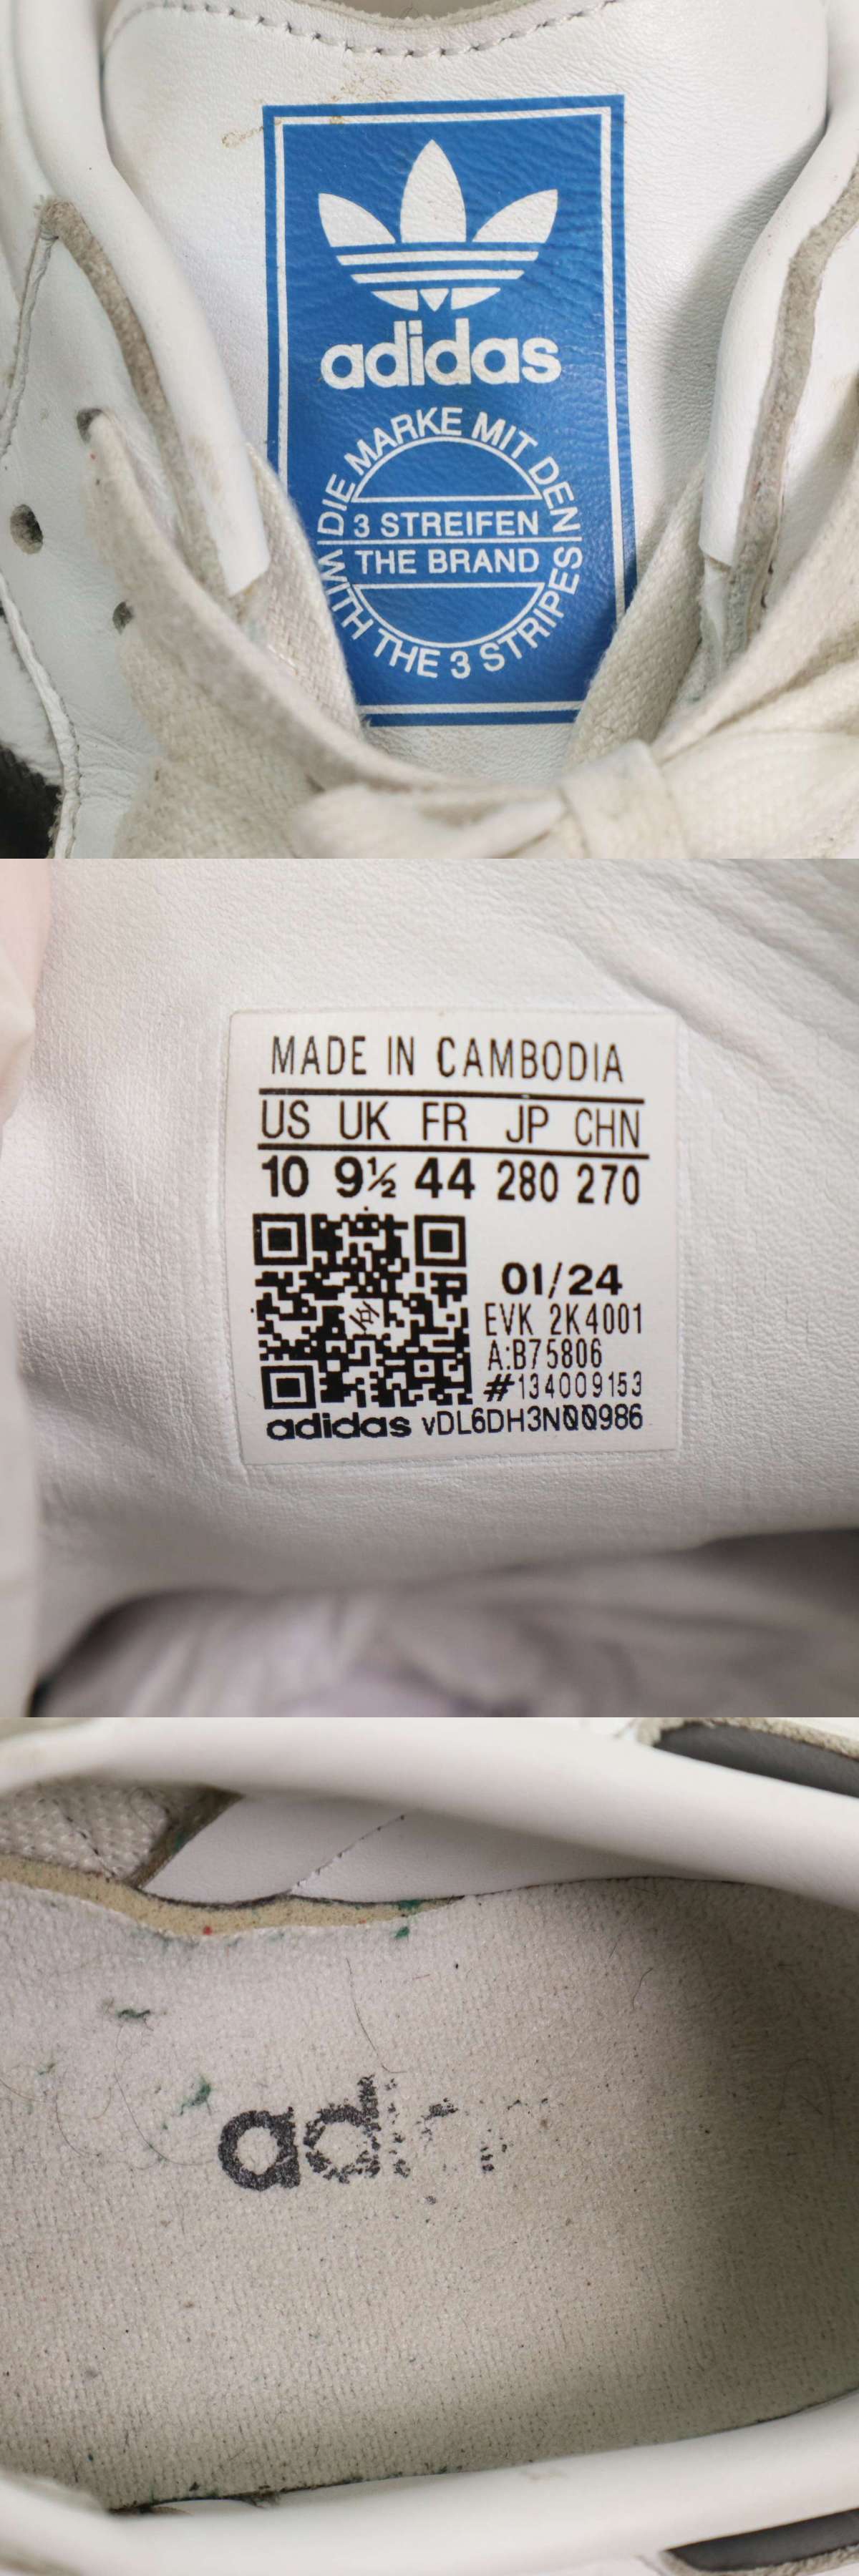 adidas
DIE MARKE MIT DEN
3 STREIFEN
THE BRAND
WITH THE 3 STRIPES
MADE IN CAMBODIA
US UK FR JP CHN
10 9½ 44 280 270
01/24
EVK 2K4001
A:B75806
#134009153
adidas vDL6DH3N00986